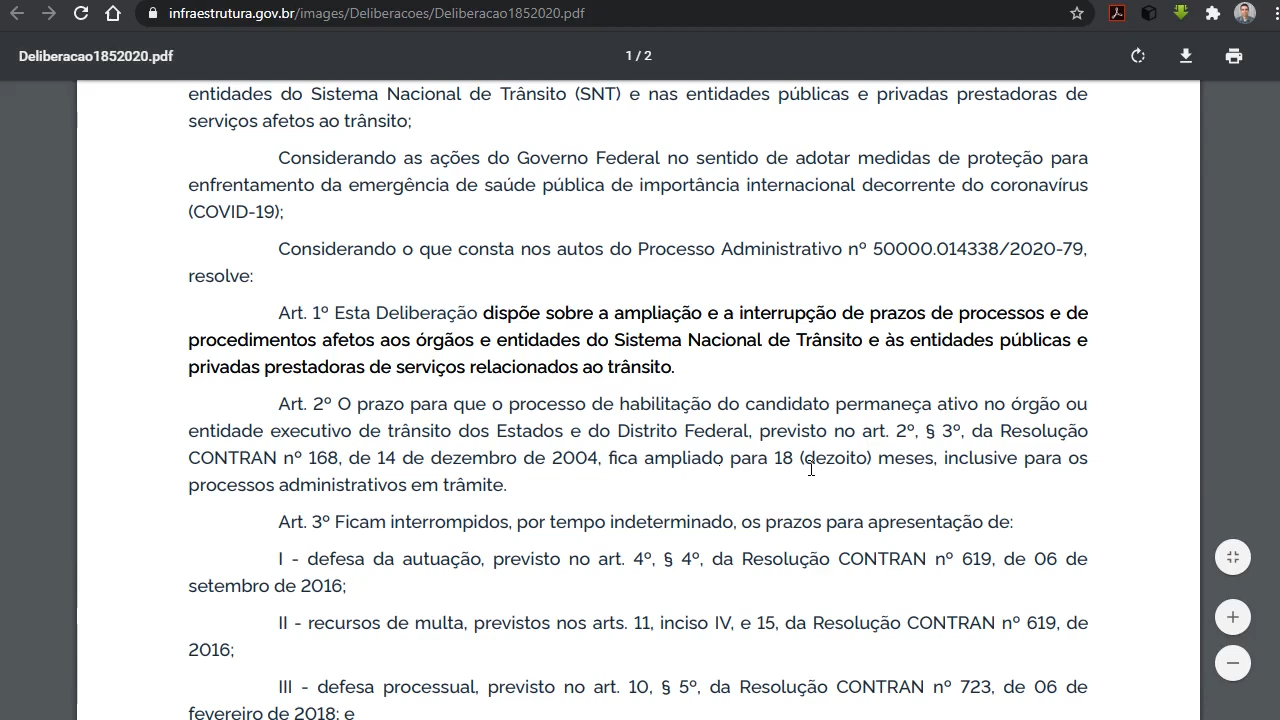 infraestrutura.gov.br/images/Deliberacoes/Deliberacao1852020.pdf
Deliberacao1852020.pdf
1 / 2
entidades do Sistema Nacional de Trânsito (SNT) e nas entidades públicas e privadas prestadoras de
serviços afetos ao trânsito;
Considerando as ações do Governo Federal no sentido de adotar medidas de proteção para
enfrentamento da emergência de saúde pública de importância internacional decorrente do coronavírus
(COVID-19);
Considerando o que consta nos autos do Processo Administrativo nº 50000.014338/2020-79,
resolve:
Art. 1º Esta Deliberação dispõe sobre a ampliação e a interrupção de prazos de processos e de
procedimentos afetos aos órgãos e entidades do Sistema Nacional de Trânsito e às entidades públicas e
privadas prestadoras de serviços relacionados ao trânsito.
Art. 2º O prazo para que o processo de habilitação do candidato permaneça ativo no órgão ou
entidade executivo de trânsito dos Estados e do Distrito Federal, previsto no art. 2º, § 3º, da Resolução
CONTRAN nº 168, de 14 de dezembro de 2004, fica ampliado para 18 (dezoito) meses, inclusive para os
processos administrativos em trâmite.
Art. 3º Ficam interrompidos, por tempo indeterminado, os prazos para apresentação de:
I - defesa da autuação, previsto no art. 4º, § 4º, da Resolução CONTRAN nº 619, de 06 de
setembro de 2016;
II - recursos de multa, previstos nos arts. 11, inciso IV, e 15, da Resolução CONTRAN nº 619, de
2016;
III - defesa processual, previsto no art. 10, § 5º, da Resolução CONTRAN nº 723, de 06 de
fevereiro de 2018; e